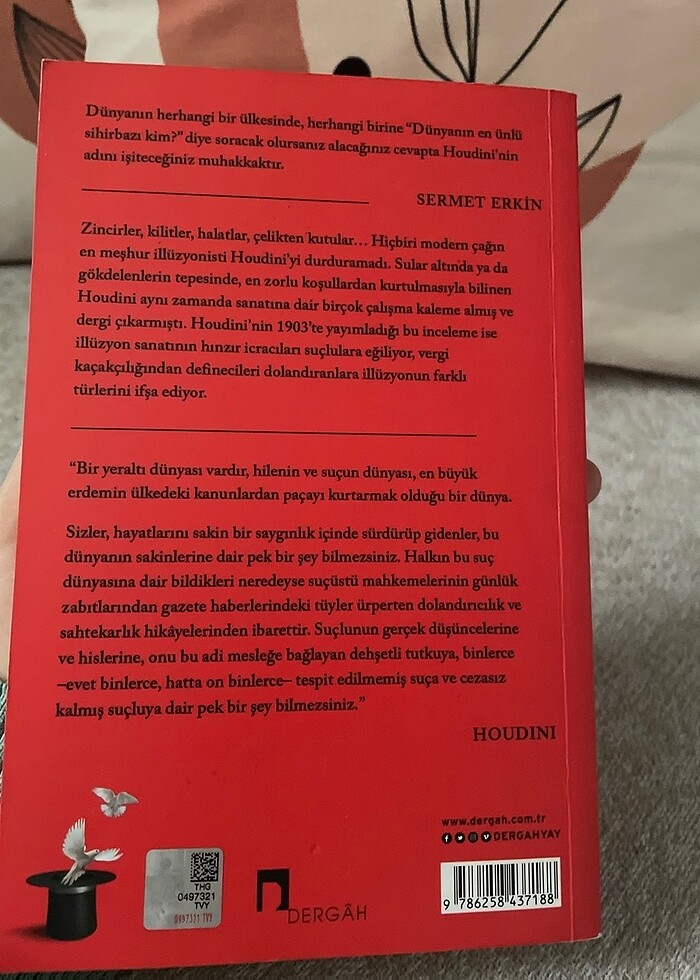 Dünyanın herhangi bir ülkesinde, herhangi birine “Dünyanın en ünlü
sihirbazı kim?” diye soracak olursanız alacağınız cevapta Houdini’nin
adını işiteceğiniz muhakkaktır.
SERMET ERKİN
Zincirler, kilitler, halatlar, çelikten kutular… Hiçbiri modern çağın
en meşhur illüzyonisti Houdini’yi durduramadı. Sular altında ya da
gökdelenlerin tepesinde, en zorlu koşullardan kurtulmasıyla bilinen
Houdini aynı zamanda sanatına dair birçok çalışma kaleme almış ve
dergi çıkarmıştı. Houdini’nin 1903’te yayımladığı bu inceleme ise
illüzyon sanatının hınzır icracıları suçlulara eğiliyor, vergi
kaçakçılığından definecileri dolandıranlara illüzyonun farklı
türlerini ifşa ediyor.
“Bir yeraltı dünyası vardır, hilenin ve suçun dünyası, en büyük
erdemin ülkedeki kanunlardan paçayı kurtarmak olduğu bir dünya.
Sizler, hayatlarını sakin bir saygınlık içinde sürdürüp gidenler, bu
dünyanın sakinlerine dair pek bir şey bilmezsiniz. Halkın bu suç
dünyasına dair bildikleri neredeyse suçüstü mahkemelerinin günlük
zabıtlarından gazete haberlerindeki tüyler ürperten dolandırıcılık ve
sahtekarlık hikâyelerinden ibarettir. Suçlunun gerçek düşüncelerine
ve hislerine, onu bu adi mesleğe bağlayan dehşetli tutkuya, binlerce
–evet binlerce, hatta on binlerce– tespit edilmemiş suça ve cezasız
kalmış suçluya dair pek bir şey bilmezsiniz.”
HOUDINI
www.dergah.com.tr
DERGAHYAY
THG
0497321
TVY
0497321 TVY
DERGÂH
9 786258 437188